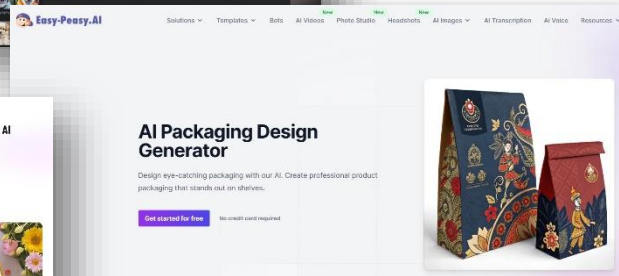 Easy-Peasy.AI
Solutions Templates Bots AI Videos New Photo Studio New Headshots New AI Images AI Transcription AI Voice Resources
AI
AI Packaging Design
Generator
Design eye-catching packaging with our AI. Create professional product
packaging that stands out on shelves.
Get started for free No credit card required